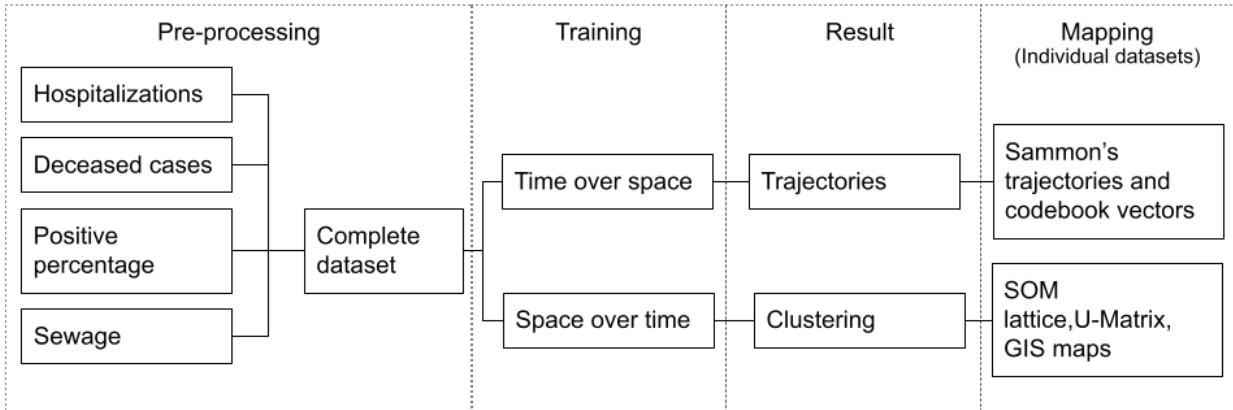 Pre-processing
Training
Result
Mapping
(Individual datasets)
Hospitalizations
Deceased cases
Positive
percentage
Sewage
Complete
dataset
Time over space
Space over time
Trajectories
Clustering
Sammon's
trajectories and
codebook vectors
SOM
lattice,U-Matrix,
GIS maps